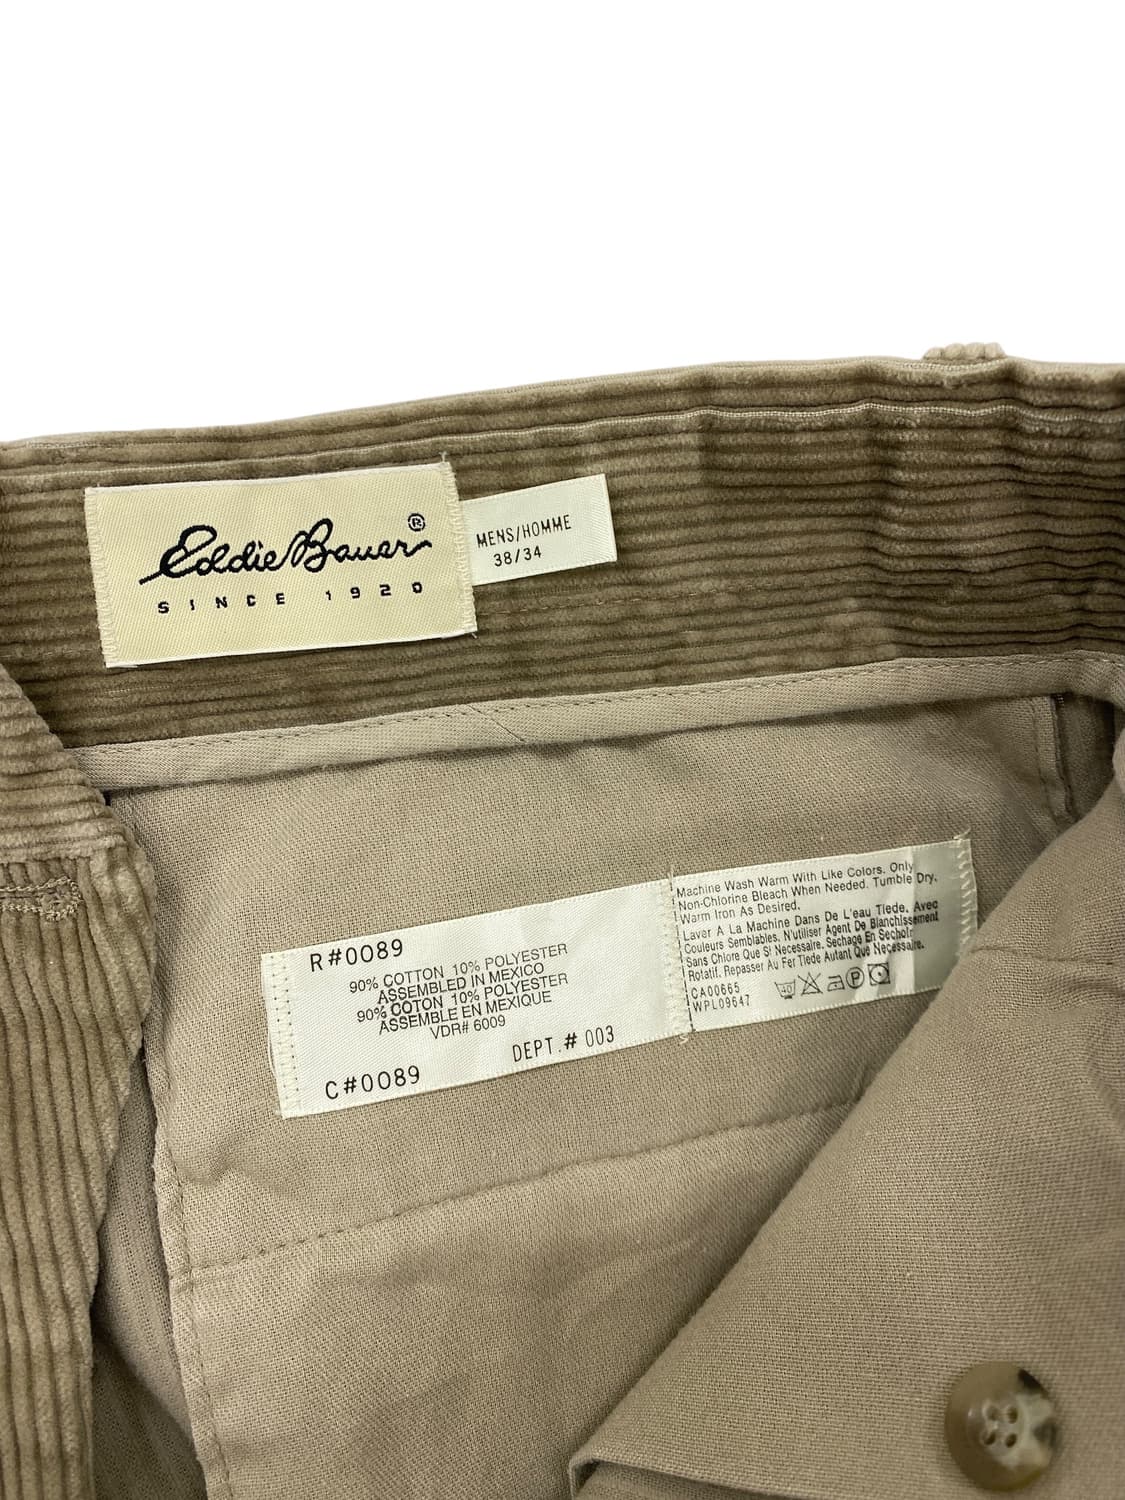 Eddie Bauer®
SINCE 1920
MENS/HOMME
38/34
R#0089
90% COTTON 10% POLYESTER
ASSEMBLED IN MEXICO
90% COTON 10% POLYESTER
ASSEMBLE EN MEXIQUE
VDR# 6009
DEPT.# 003
C#0089
Machine Wash Warm With Like Colors. Only
Non-Chlorine Bleach When Needed. Tumble Dry.
Warm Iron As Desired.
Laver A La Machine Dans De L'eau Tiede. Avec
Couleurs Semblables. N'utiliser Agent De Blanchissement
Sans Chlore Que Si Necessaire. Sechage En Sechoir
Rotatif. Repasser Au Fer Tiede Autant Que Necessaire.
CA00665
WPL09647
40
P